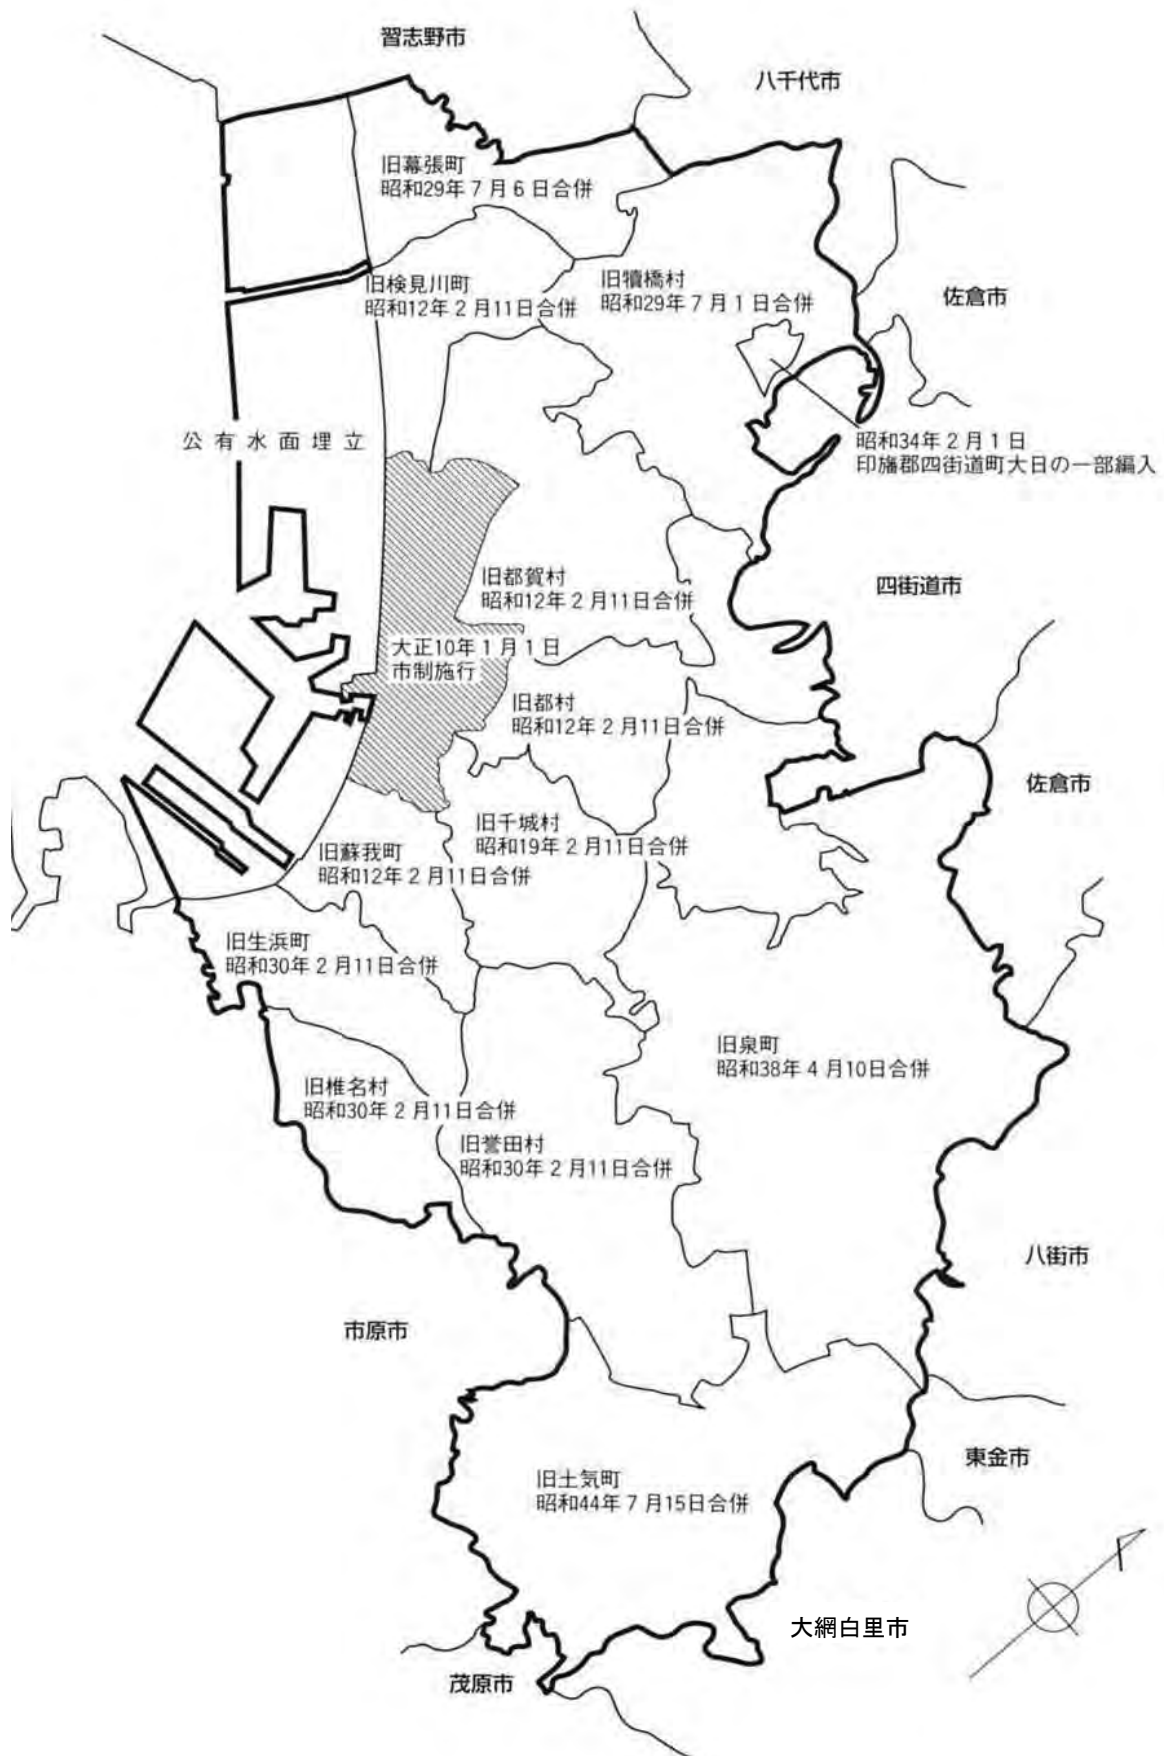 習志野市
八千代市
旧幕張町
昭和29年7月6日合併
旧検見川町
昭和12年2月11日合併
旧犢橋村
昭和29年7月1日合併
佐倉市
公有水面埋立
昭和34年2月1日
印旛郡四街道町大日の一部編入
旧都賀村
昭和12年2月11日合併
四街道市
大正10年1月1日
市制施行
旧都村
昭和12年2月11日合併
佐倉市
旧千城村
昭和19年2月11日合併
旧蘇我町
昭和12年2月11日合併
旧生浜町
昭和30年2月11日合併
旧泉町
昭和38年4月10日合併
旧椎名村
昭和30年2月11日合併
旧誉田村
昭和30年2月11日合併
八街市
市原市
東金市
旧土気町
昭和44年7月15日合併
大網白里市
茂原市